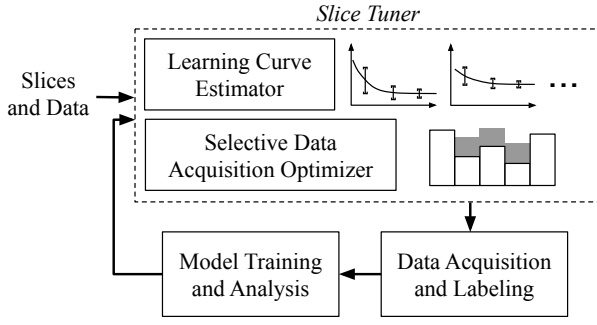 Slice Tuner
Learning Curve
Estimator
Slices
and Data
Selective Data
Acquisition Optimizer
Model Training
and Analysis
Data Acquisition
and Labeling